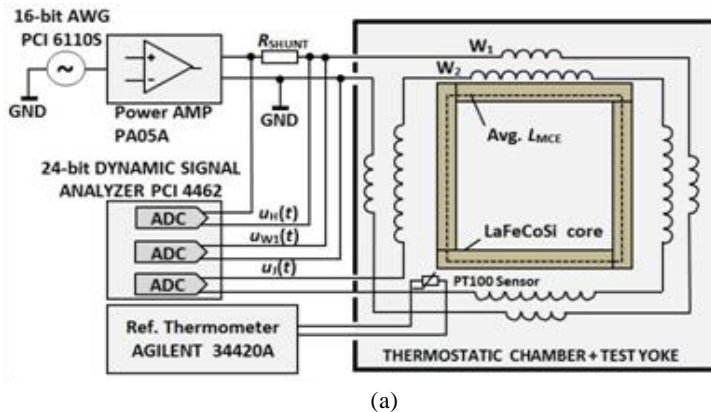 16-bit AWG
PCI 6110S
~
GND
+
−
Power AMP
PA05A
RSHUNT
GND
W1
W2
Avg. LMCE
LaFeCoSi core
PT100 Sensor
24-bit DYNAMIC SIGNAL
ANALYZER PCI 4462
ADC
uH(t)
ADC
uW1(t)
ADC
uJ(t)
Ref. Thermometer
AGILENT 34420A
THERMOSTATIC CHAMBER + TEST YOKE
(a)